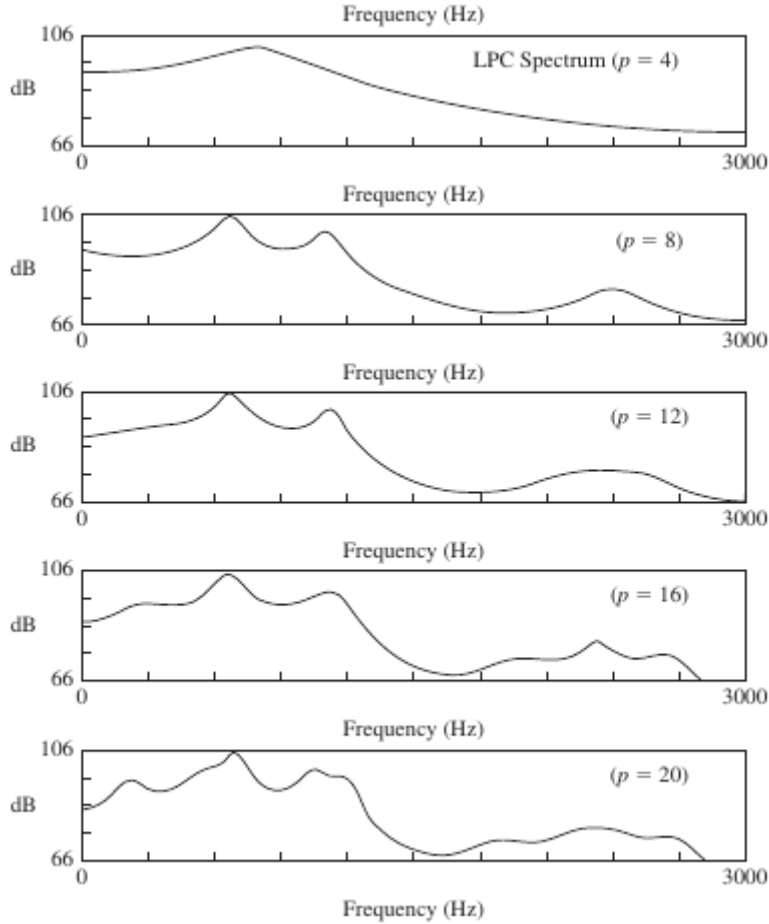 Frequency (Hz)
106
LPC Spectrum (p = 4)
dB
66
0 3000
Frequency (Hz)
106
(p = 8)
dB
66
0 3000
Frequency (Hz)
106
(p = 12)
dB
66
0 3000
Frequency (Hz)
106
(p = 16)
dB
66
0 3000
Frequency (Hz)
106
(p = 20)
dB
66
0 3000
Frequency (Hz)